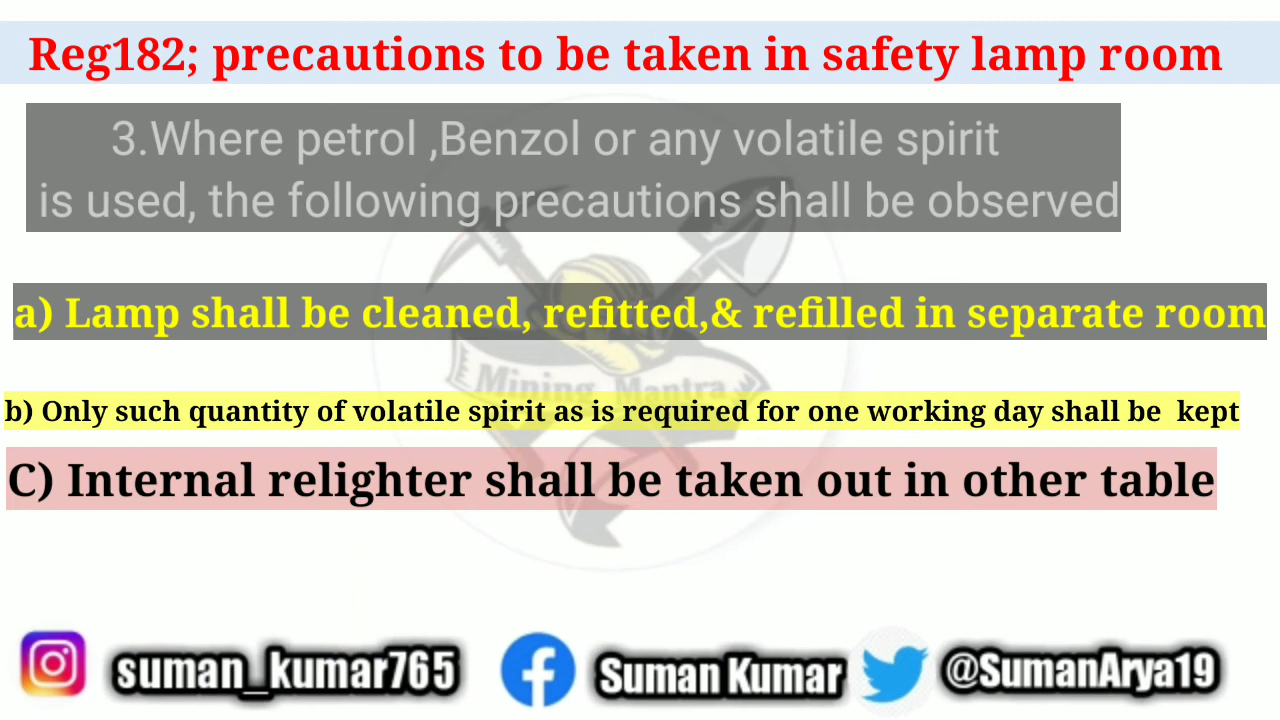 Reg182; precautions to be taken in safety lamp room
3.Where petrol ,Benzol or any volatile spirit
is used, the following precautions shall be observed
a) Lamp shall be cleaned, refitted,& refilled in separate room
Mining Mantra
b) Only such quantity of volatile spirit as is required for one working day shall be  kept
C) Internal relighter shall be taken out in other table
suman_kumar765
Suman Kumar
@SumanArya19